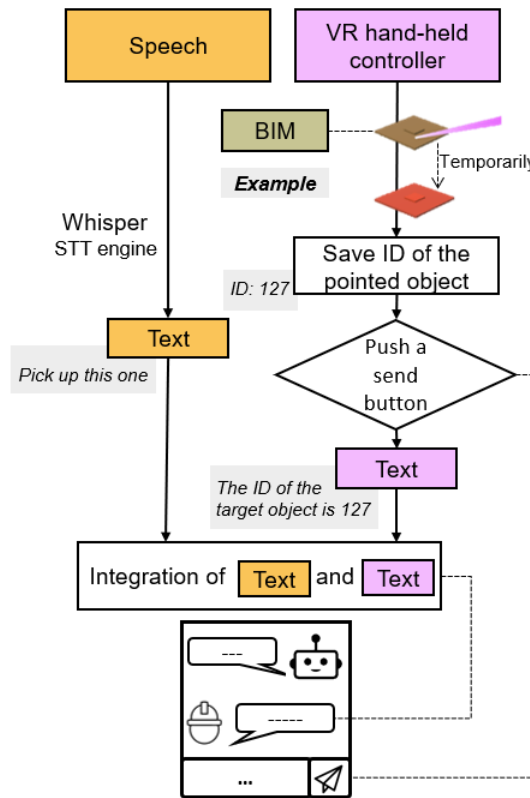 Speech
VR hand-held
controller
BIM
Temporarily
Example
Whisper
STT engine
Save ID of the
pointed object
ID: 127
Text
Pick up this one
Push a
send
button
Text
The ID of the
target object is 127
Integration of Text and Text
---
-----
...